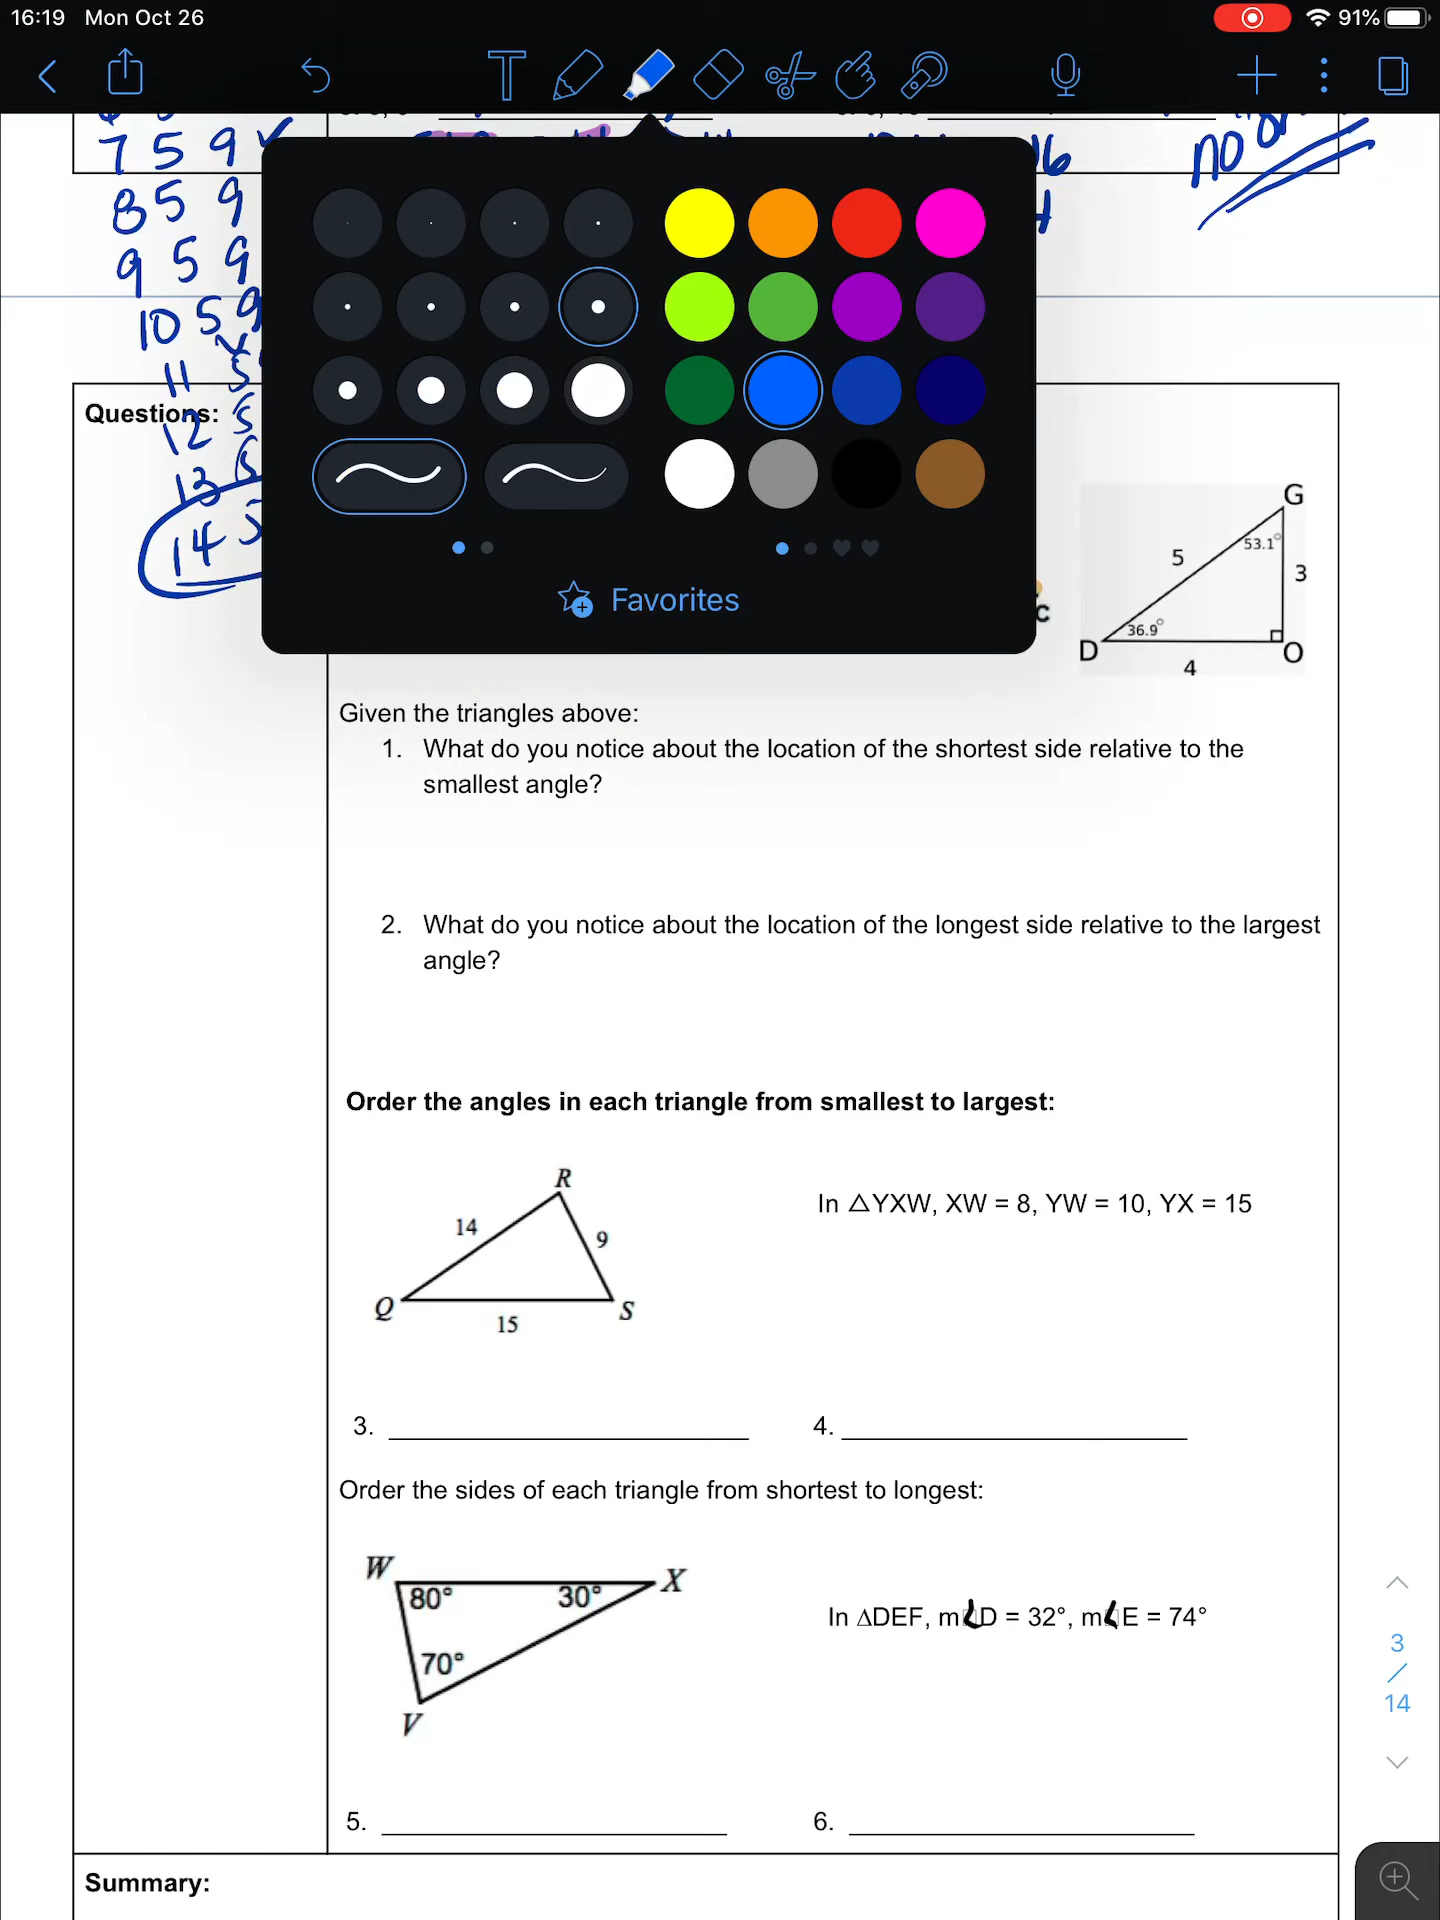 16:19 Mon Oct 26
91%
7 5 9
no
8 5 9
9 5 9
10 5 9
11 5
Questions:
12 5
13 5
14 5
16
Favorites
C
G
53.1°
5
3
36.9°
D
O
4
Given the triangles above:
1. What do you notice about the location of the shortest side relative to the
smallest angle?
2. What do you notice about the location of the longest side relative to the largest
angle?
Order the angles in each triangle from smallest to largest:
R
In △YXW, XW = 8, YW = 10, YX = 15
14
9
Q
S
15
3.
4.
Order the sides of each triangle from shortest to longest:
W
X
80°
30°
In ΔDEF, m∠D = 32°, m∠E = 74°
70°
V
3
/
14
5.
6.
Summary: